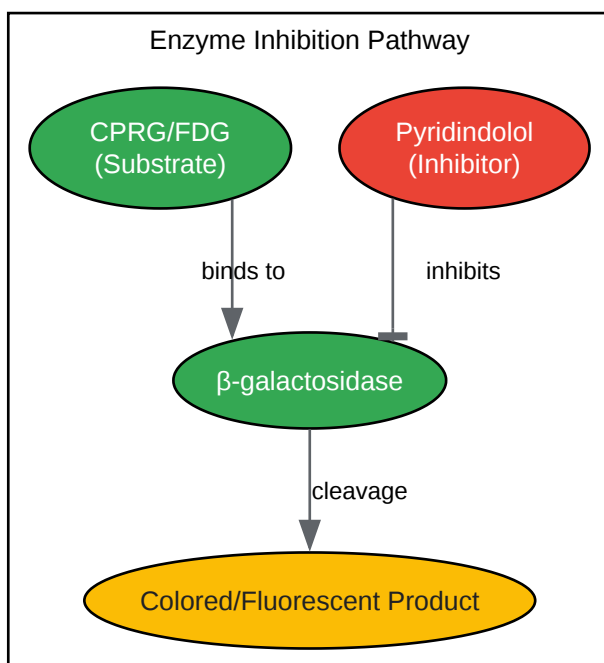 Enzyme Inhibition Pathway
CPRG/FDG
(Substrate)
Pyridindolol
(Inhibitor)
binds to
inhibits
β-galactosidase
cleavage
Colored/Fluorescent Product